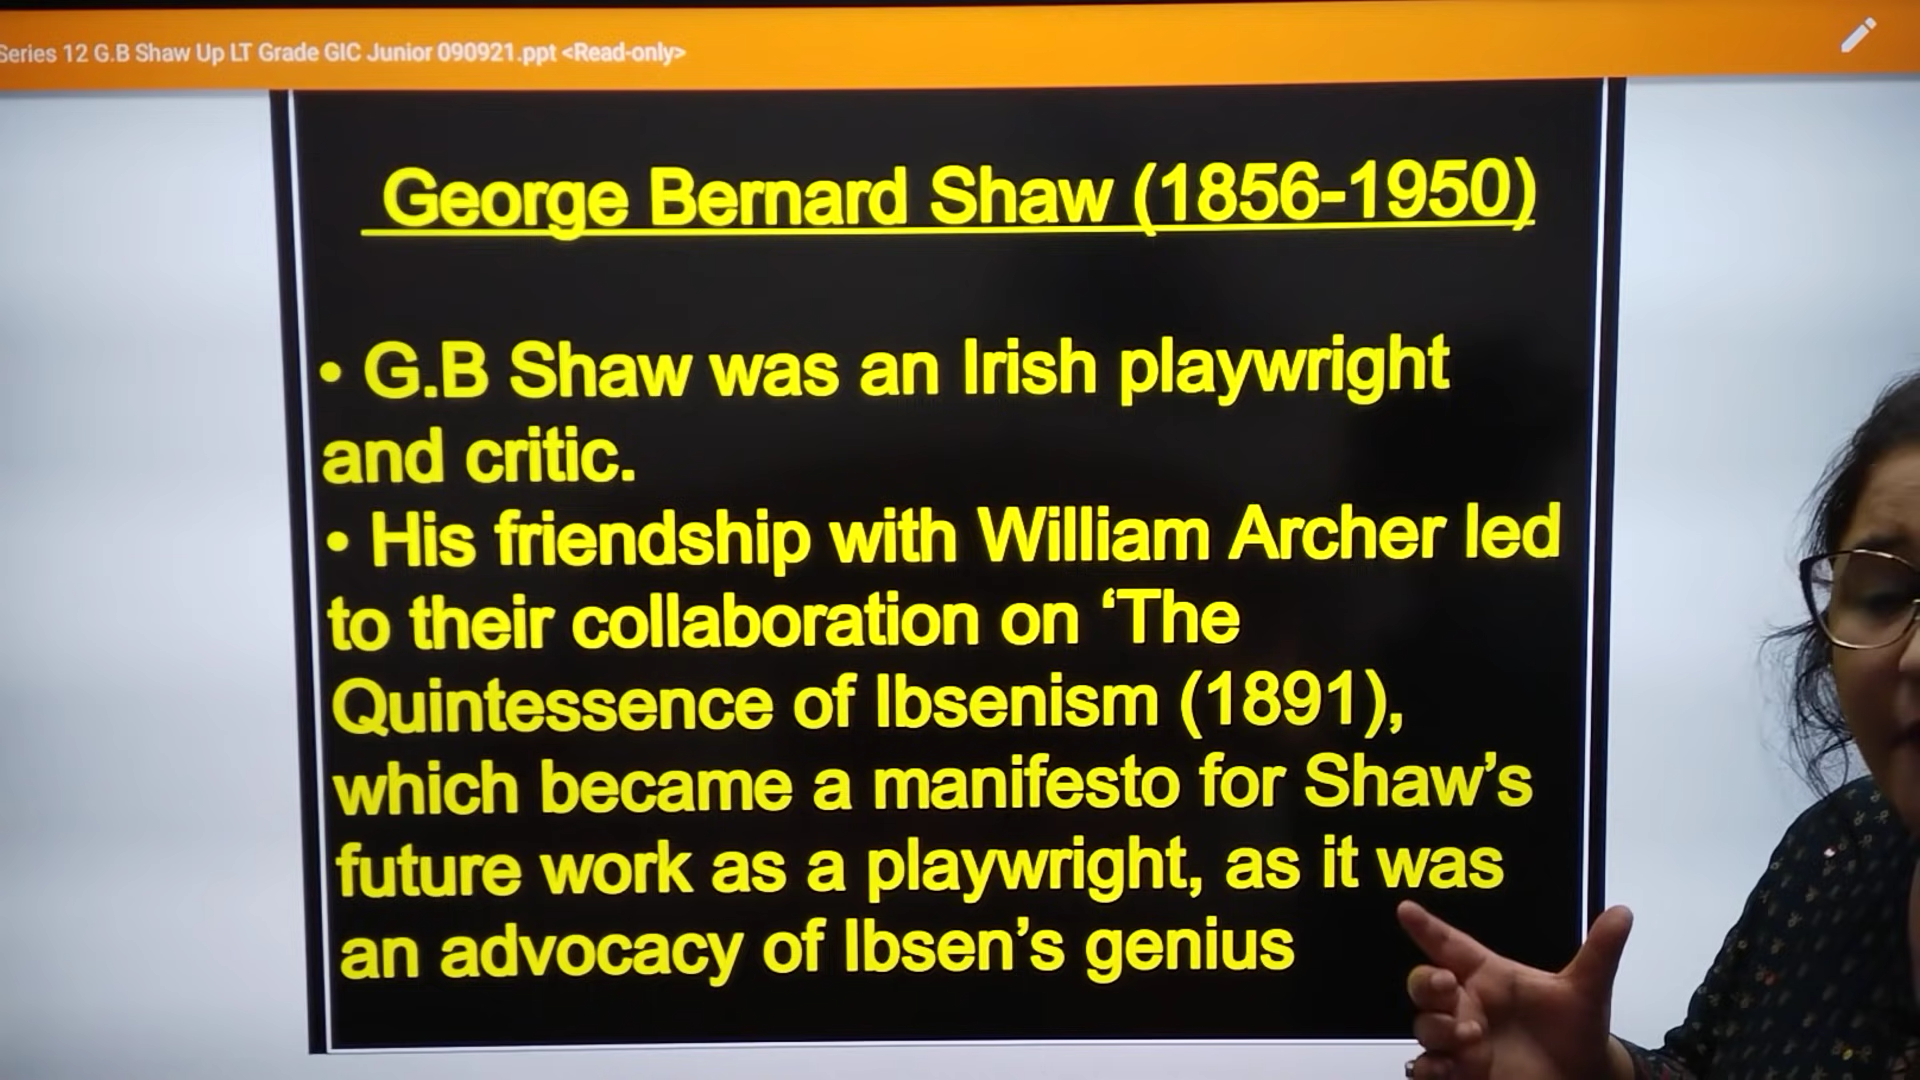 Series 12 G.B Shaw Up LT Grade GIC Junior 090921.ppt <Read-only>
George Bernard Shaw (1856-1950)
• G.B Shaw was an Irish playwright
and critic.
• His friendship with William Archer led
to their collaboration on ‘The
Quintessence of Ibsenism (1891),
which became a manifesto for Shaw’s
future work as a playwright, as it was
an advocacy of Ibsen’s genius